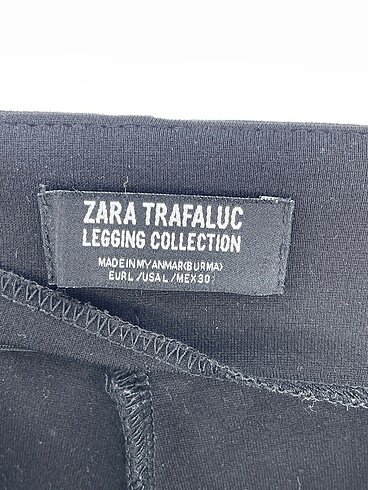 ZARA TRAFALUC
LEGGING COLLECTION
MADE IN MYANMAR(BURMA)
EUR L /USA L /MEX 30